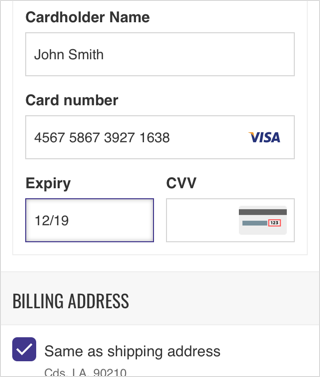 Cardholder Name
John Smith
Card number
4567 5867 3927 1638 VISA
Expiry CVV
12/19 123
BILLING ADDRESS
Same as shipping address
Cds, LA, 90210